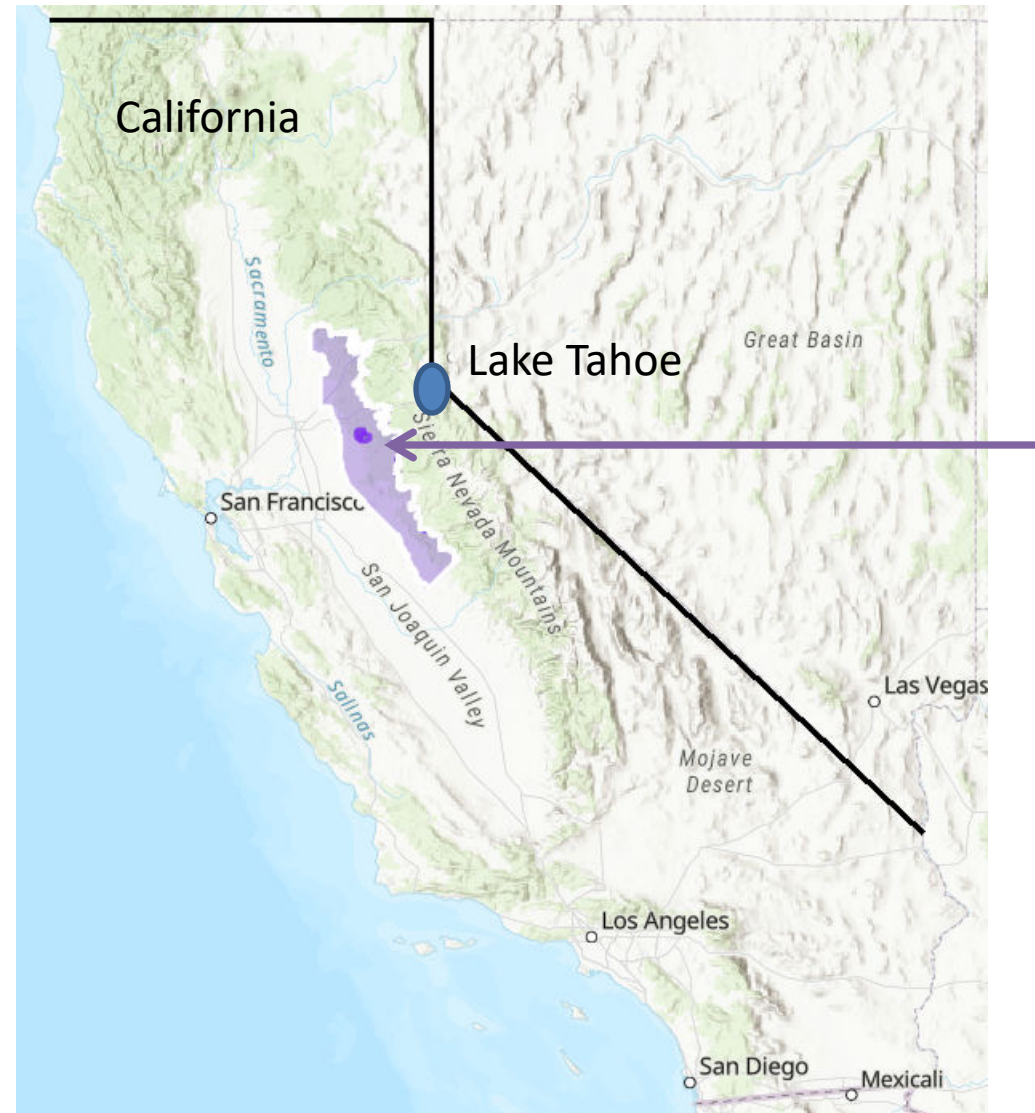 California
Sacramento
Great Basin
Lake Tahoe
Sierra Nevada Mountains
San Francisc
San Joaquin Valley
Salinas
Las Vegas
Mojave
Desert
Los Angeles
San Diego
Mexicali